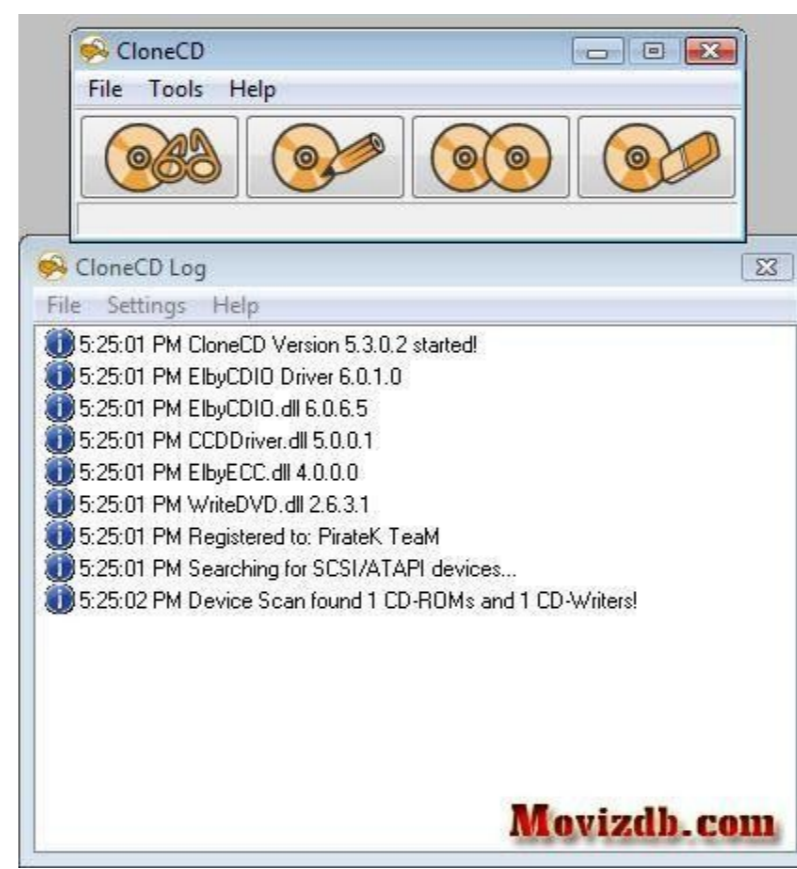 CloneCD
File Tools Help
CloneCD Log
File Settings Help
5:25:01 PM CloneCD Version 5.3.0.2 started!
5:25:01 PM ElbyCDIO Driver 6.0.1.0
5:25:01 PM ElbyCDIO.dll 6.0.6.5
5:25:01 PM CCDDriver.dll 5.0.0.1
5:25:01 PM ElbyECC.dll 4.0.0.0
5:25:01 PM WriteDVD.dll 2.6.3.1
5:25:01 PM Registered to: PirateK TeaM
5:25:01 PM Searching for SCSI/ATAPI devices...
5:25:02 PM Device Scan found 1 CD-ROMs and 1 CD-Writers!
Movizdb.com